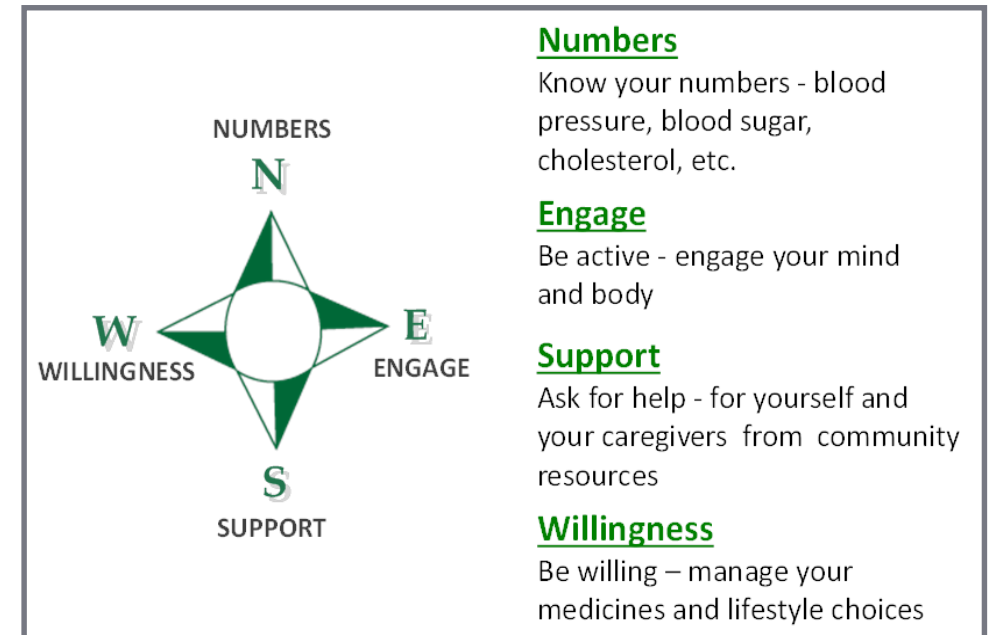 NUMBERS
N
W
WILLINGNESS
E
ENGAGE
S
SUPPORT
Numbers
Know your numbers - blood
pressure, blood sugar,
cholesterol, etc.
Engage
Be active - engage your mind
and body
Support
Ask for help - for yourself and
your caregivers from community
resources
Willingness
Be willing – manage your
medicines and lifestyle choices